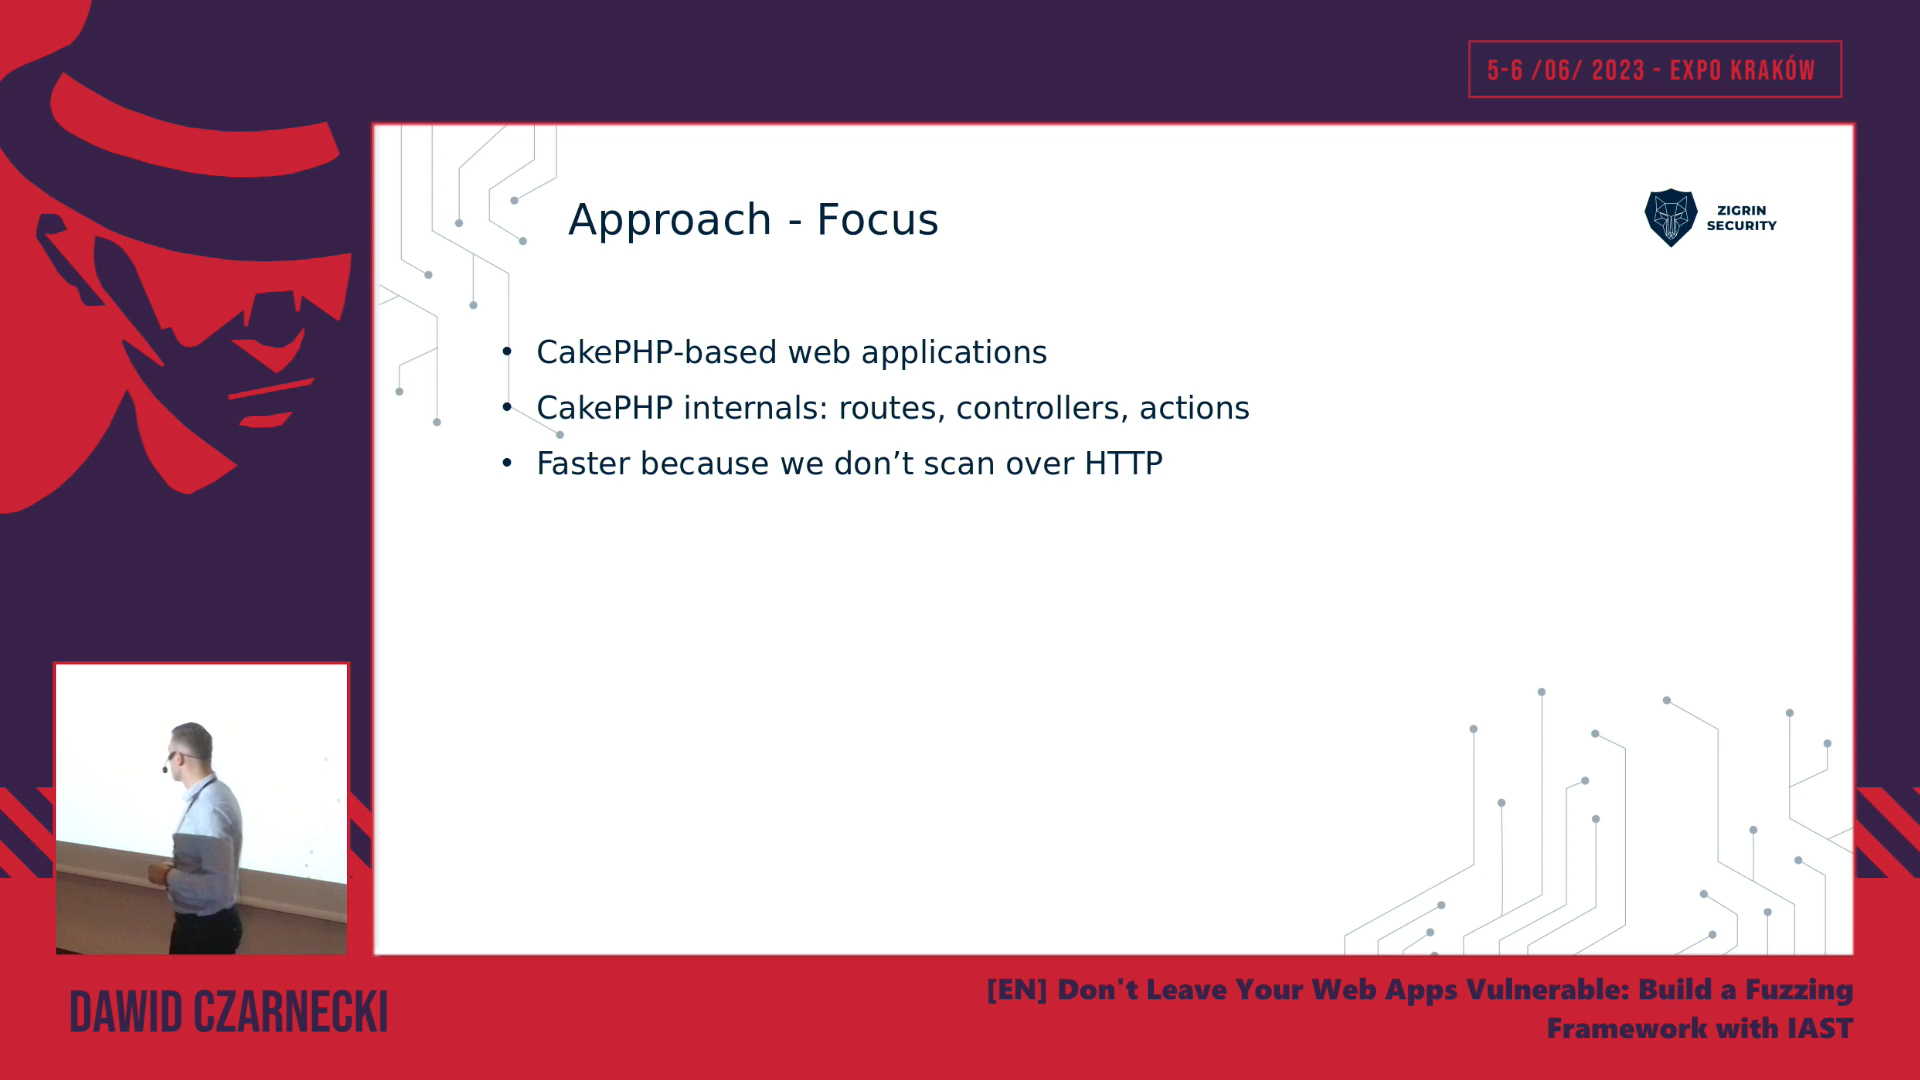 5-6 /06/ 2023 - EXPO KRAKÓW
Approach - Focus
ZIGRIN
SECURITY
• CakePHP-based web applications
• CakePHP internals: routes, controllers, actions
• Faster because we don’t scan over HTTP
DAWID CZARNECKI
[EN] Don't Leave Your Web Apps Vulnerable: Build a Fuzzing
Framework with IAST